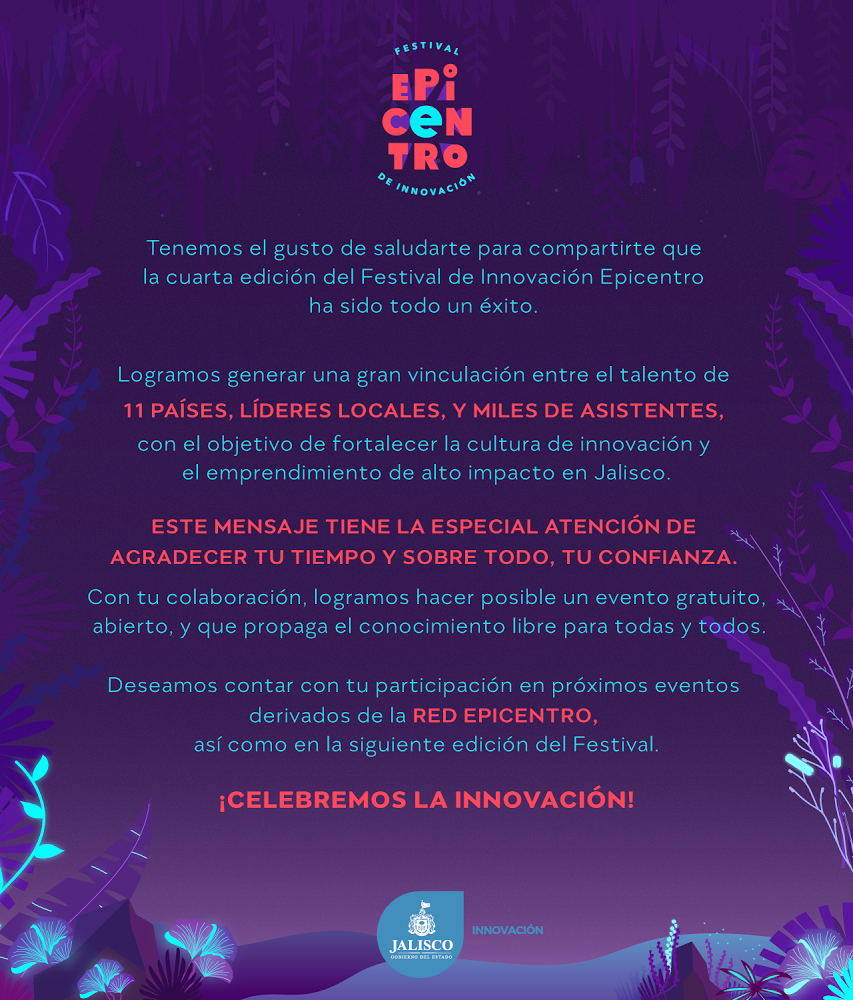 FESTIVAL
EPi
CeN
TRO
DE INNOVACIÓN
Tenemos el gusto de saludarte para compartirte que
la cuarta edición del Festival de Innovación Epicentro
ha sido todo un éxito.
Logramos generar una gran vinculación entre el talento de
11 PAÍSES, LÍDERES LOCALES, Y MILES DE ASISTENTES,
con el objetivo de fortalecer la cultura de innovación y
el emprendimiento de alto impacto en Jalisco.
ESTE MENSAJE TIENE LA ESPECIAL ATENCIÓN DE
AGRADECER TU TIEMPO Y SOBRE TODO, TU CONFIANZA.
Con tu colaboración, logramos hacer posible un evento gratuito,
abierto, y que propaga el conocimiento libre para todas y todos.
Deseamos contar con tu participación en próximos eventos
derivados de la RED EPICENTRO,
así como en la siguiente edición del Festival.
¡CELEBREMOS LA INNOVACIÓN!
JALISCO
GOBIERNO DEL ESTADO
INNOVACIÓN